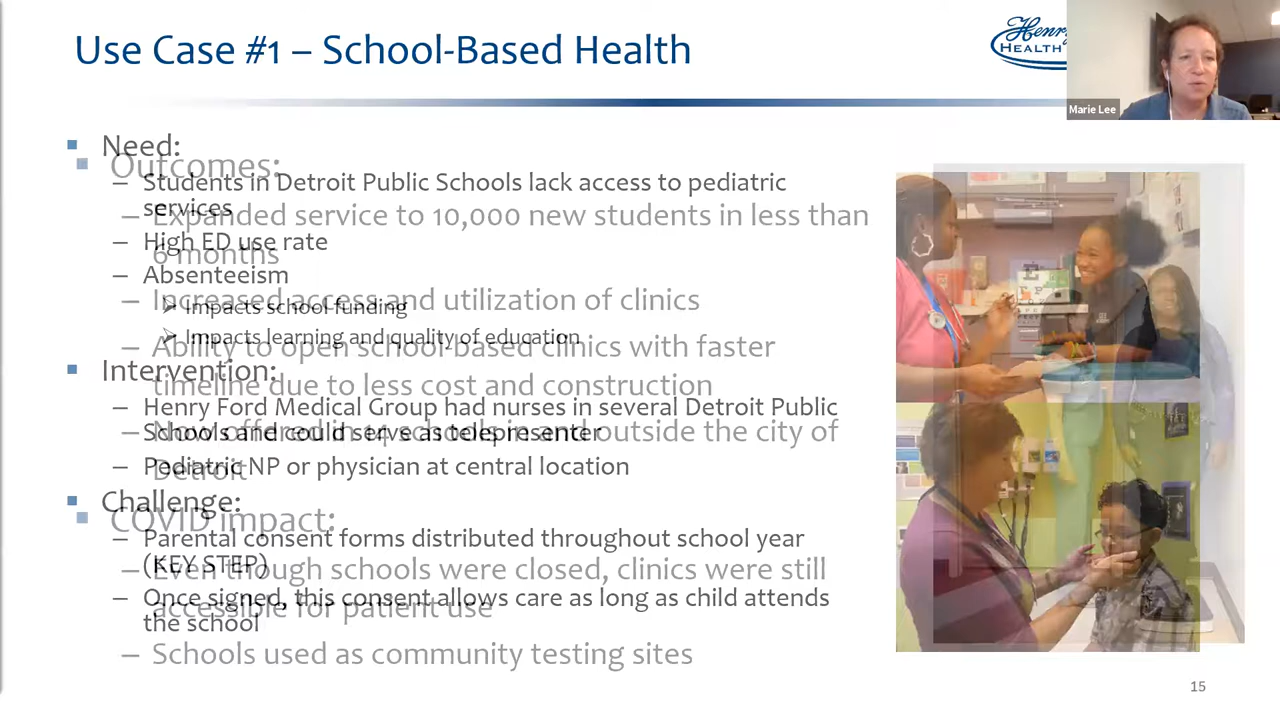 Use Case #1 – School-Based Health
Henry
HEALTH
Marie Lee
Need:
– Students in Detroit Public Schools lack access to pediatric
services
– High ED use rate
– Absenteeism
➢ Impacts school funding
➢ Impacts learning and quality of education
Intervention:
– Henry Ford Medical Group had nurses in several Detroit Public
Schools and could serve as telepresenter
– Pediatric NP or physician at central location
Challenge:
– Parental consent forms distributed throughout school year
(KEY STEP)
– Once signed, this consent allows care as long as child attends
the school
Outcomes:
– Expanded service to 10,000 new students in less than
6 months
– Increased access and utilization of clinics
– Ability to open school-based clinics with faster
timeline due to less cost and construction
– Now offered in 14 schools in and outside the city of
Detroit
COVID impact:
– Even though schools were closed, clinics were still
accessible for patient use
– Schools used as community testing sites
15